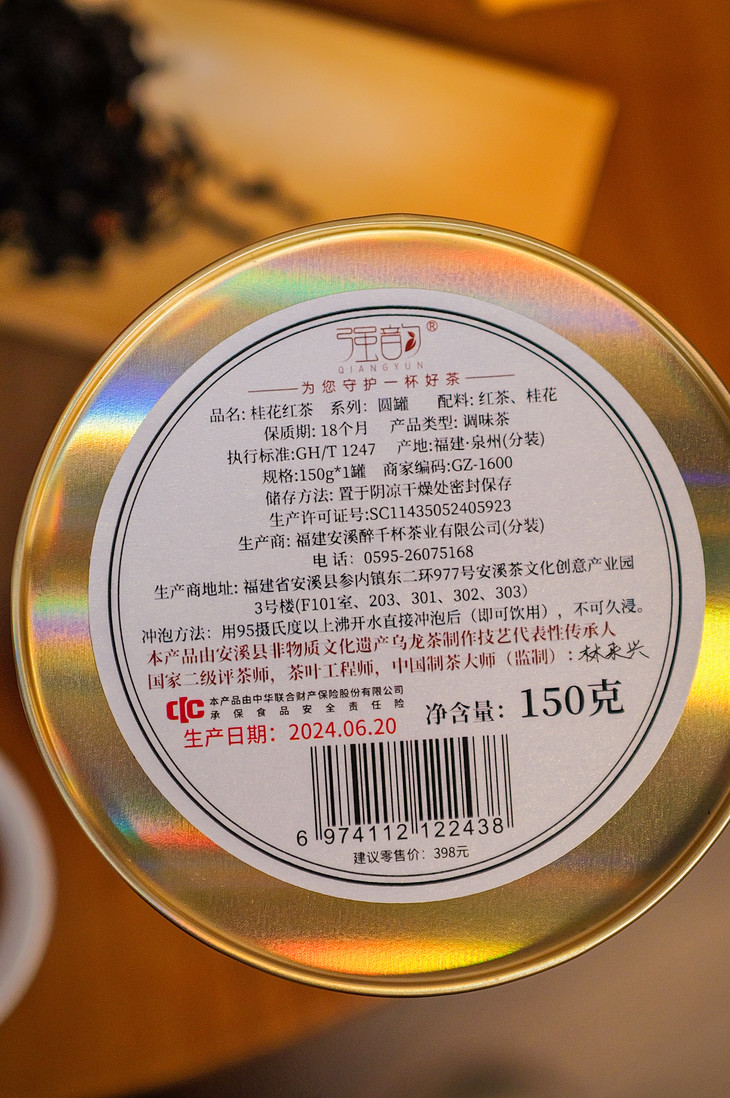 强韵®
QIANGYUN
为您守护一杯好茶
品名: 桂花红茶 系列: 圆罐 配料: 红茶、桂花
保质期: 18个月 产品类型: 调味茶
执行标准:GH/T 1247 产地:福建·泉州(分装)
规格:150g*1罐 商家编码:GZ-1600
储存方法: 置于阴凉干燥处密封保存
生产许可证号:SC11435052405923
生产商: 福建安溪醉千杯茶业有限公司(分装)
电 话: 0595-26075168
生产商地址: 福建省安溪县参内镇东二环977号安溪茶文化创意产业园
3号楼(F101室、203、301、302、303)
冲泡方法: 用95摄氏度以上沸开水直接冲泡后（即可饮用），不可久浸。
本产品由安溪县非物质文化遗产乌龙茶制作技艺代表性传承人
国家二级评茶师，茶叶工程师，中国制茶大师（监制）: 林承兴
CIC 本产品由中华联合财产保险股份有限公司
承保食品安全责任险
净含量: 150克
生产日期: 2024.06.20
6 974112 122438
建议零售价: 398元